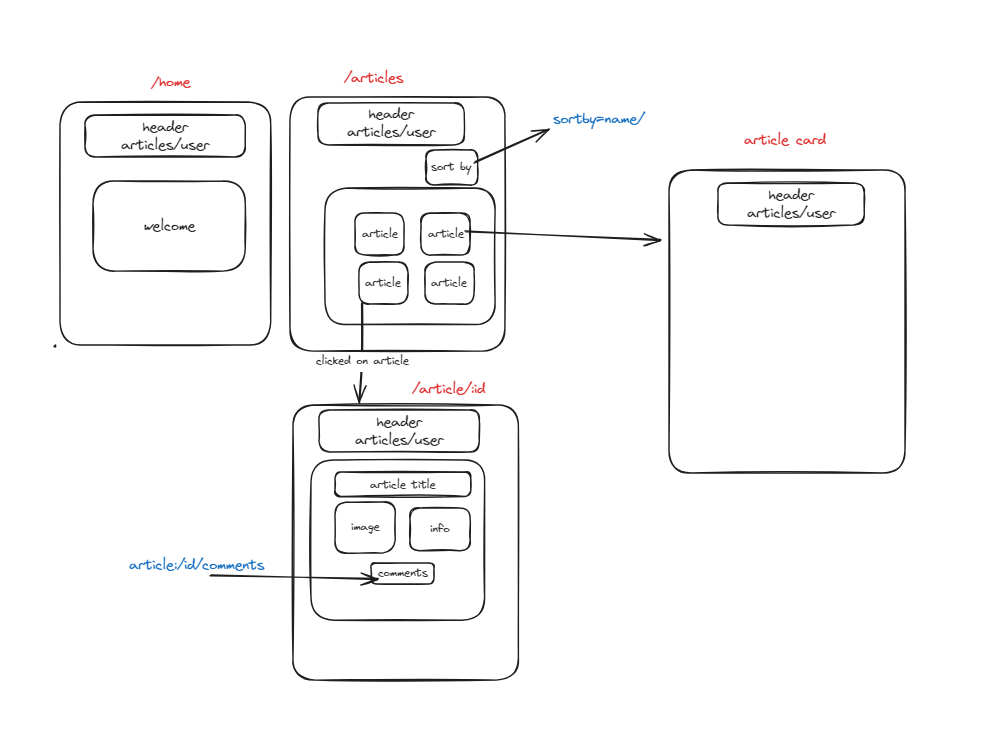 /home
header
articles/user
welcome
/articles
header
articles/user
sort by
sortby=name/
article
article
article
article
clicked on article
article card
header
articles/user
/article/:id
header
articles/user
article title
image
info
comments
article:/id/comments